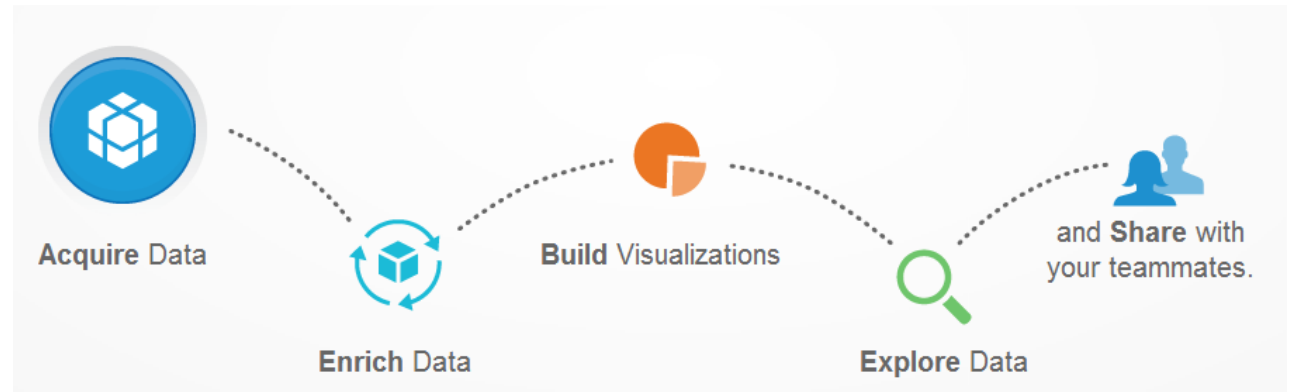 Acquire Data
Enrich Data
Build Visualizations
Explore Data
and Share with
your teammates.